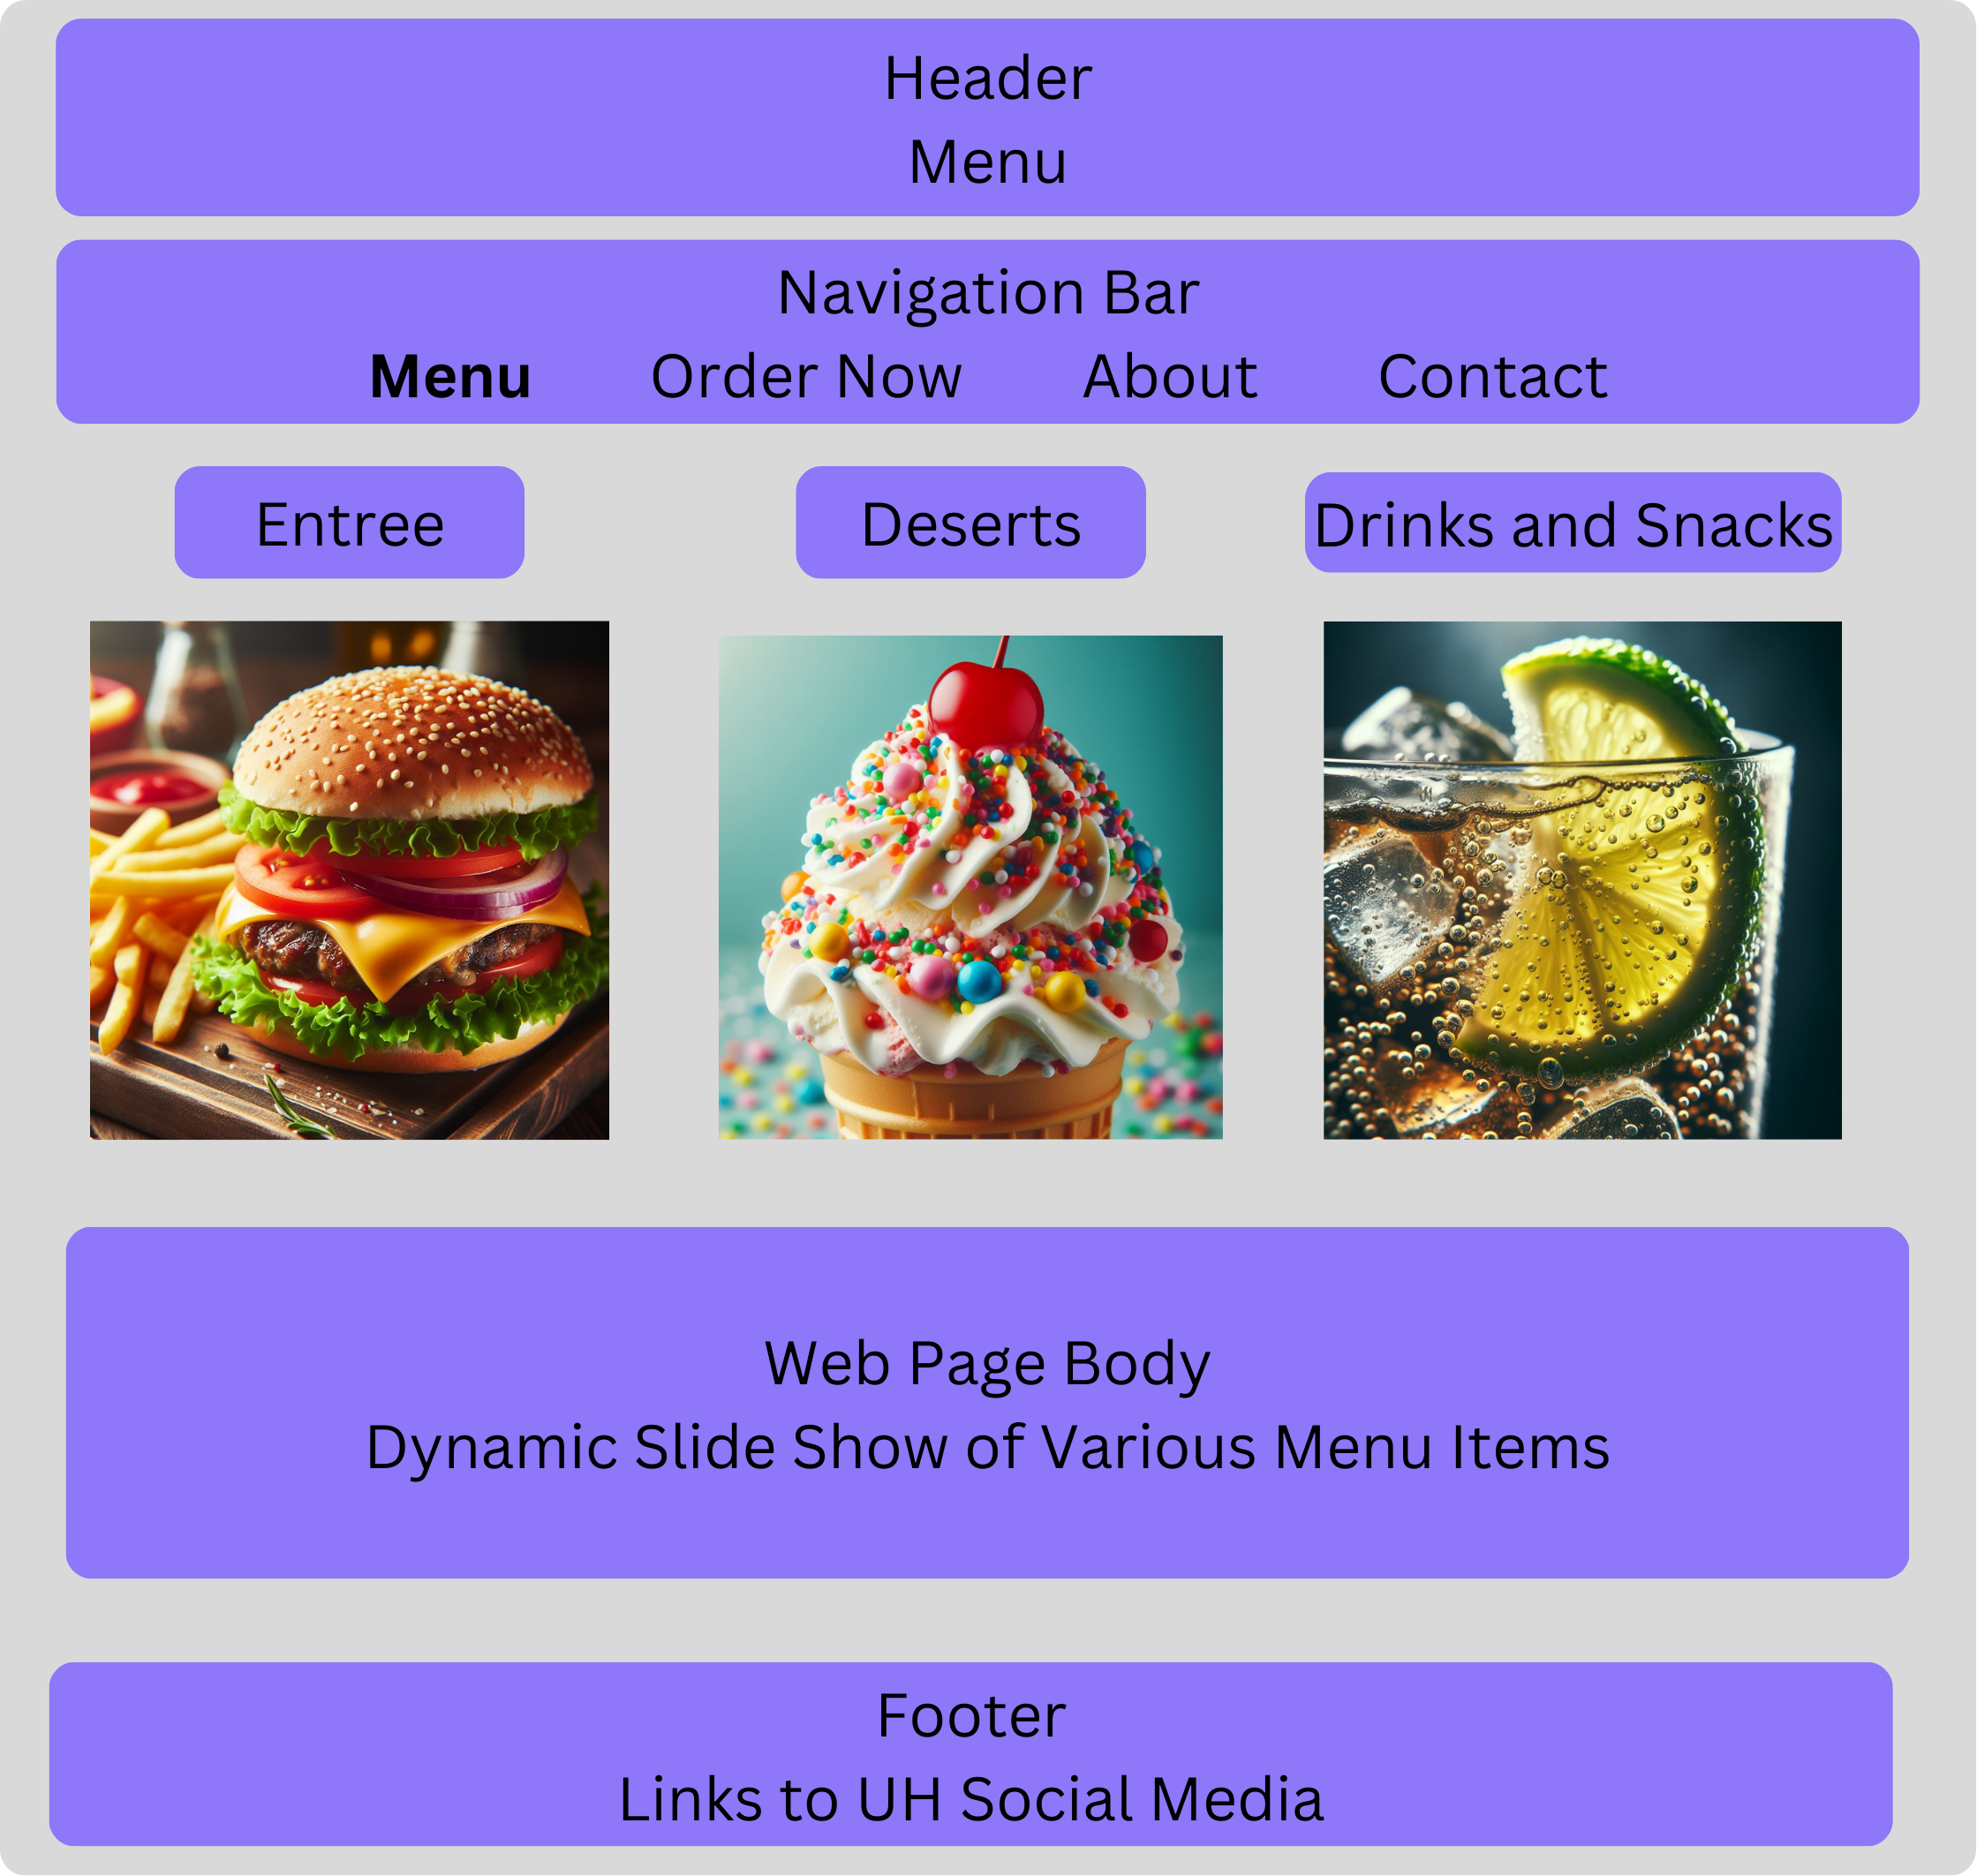 Header
Menu
Navigation Bar
Menu Order Now About Contact
Entree
Deserts
Drinks and Snacks
Web Page Body
Dynamic Slide Show of Various Menu Items
Footer
Links to UH Social Media